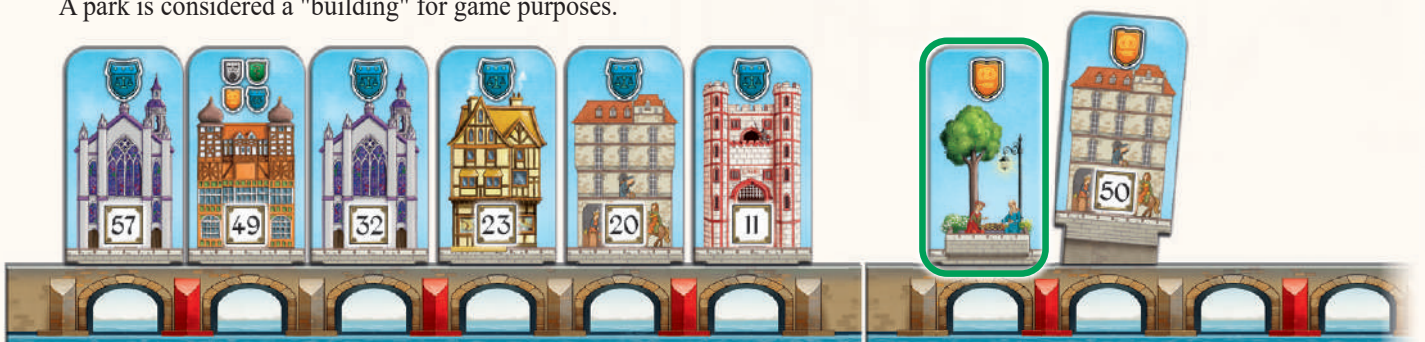 A park is considered a "building" for game purposes.
57 49 32 23 20 11 50